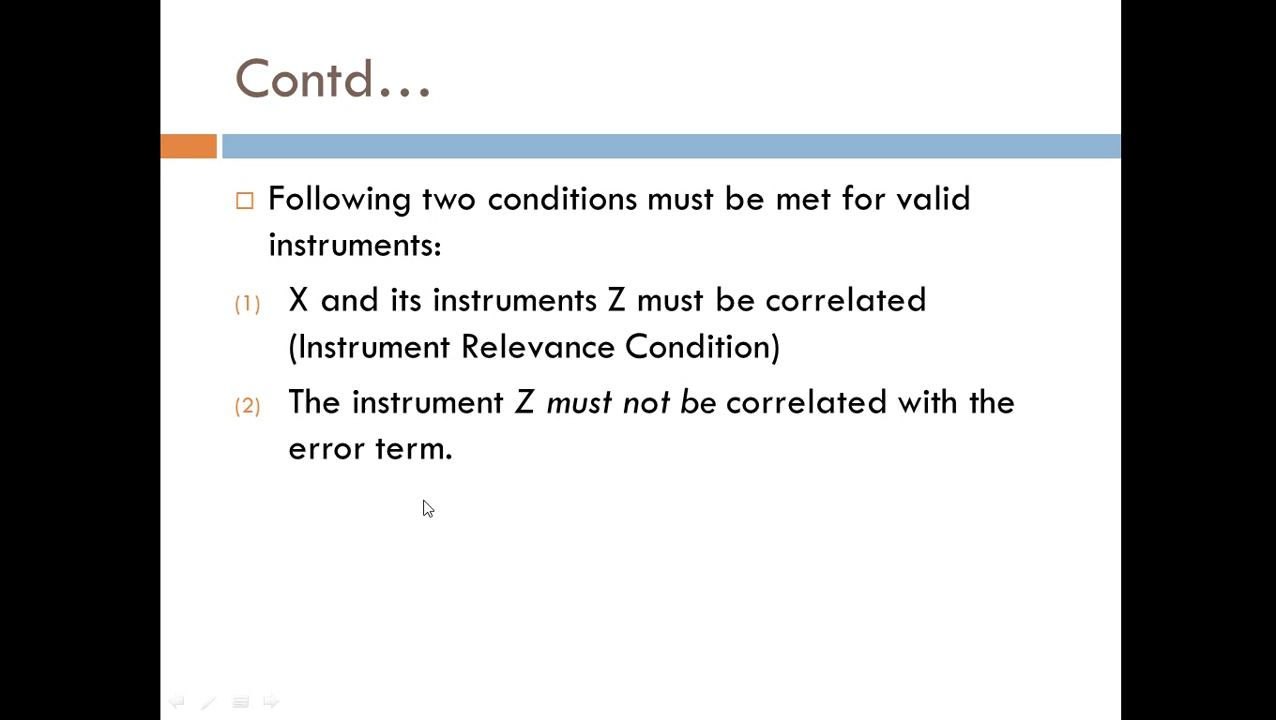 Contd...
Following two conditions must be met for valid
instruments:
(1) X and its instruments Z must be correlated
(Instrument Relevance Condition)
(2) The instrument Z must not be correlated with the
error term.